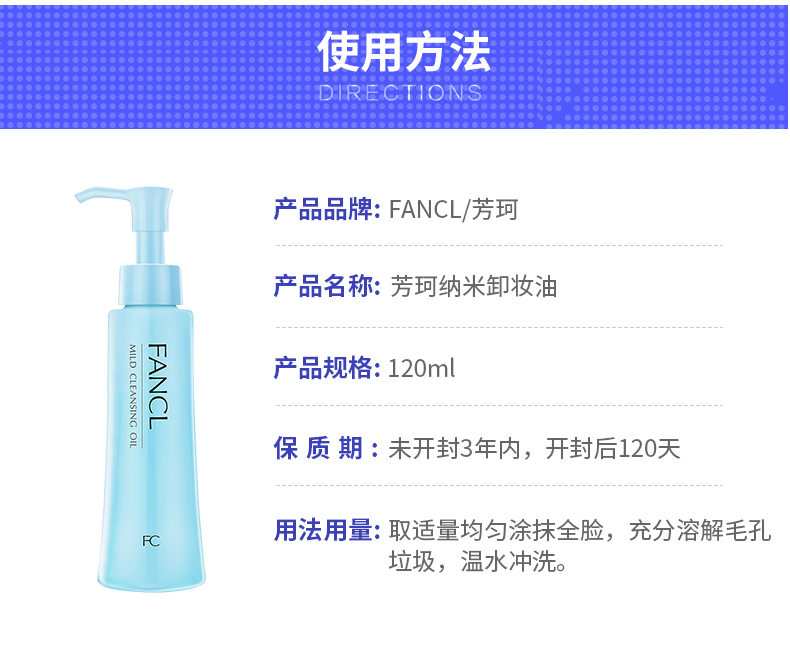 使用方法
DIRECTIONS
产品品牌: FANCL/芳珂
产品名称: 芳珂纳米卸妆油
产品规格: 120ml
保 质 期 : 未开封3年内，开封后120天
用法用量: 取适量均匀涂抹全脸，充分溶解毛孔
垃圾，温水冲洗。
FANCL
MILD CLEANSING OIL
FC